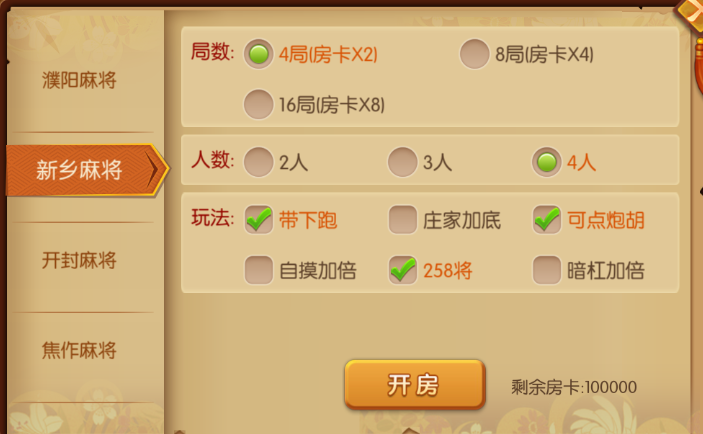 濮阳麻将
新乡麻将
开封麻将
焦作麻将
局数: 4局(房卡X2) 8局(房卡X4)
16局(房卡X8)
人数: 2人 3人 4人
玩法: 带下跑 庄家加底 可点炮胡
自摸加倍 258将 暗杠加倍
开房 剩余房卡:100000